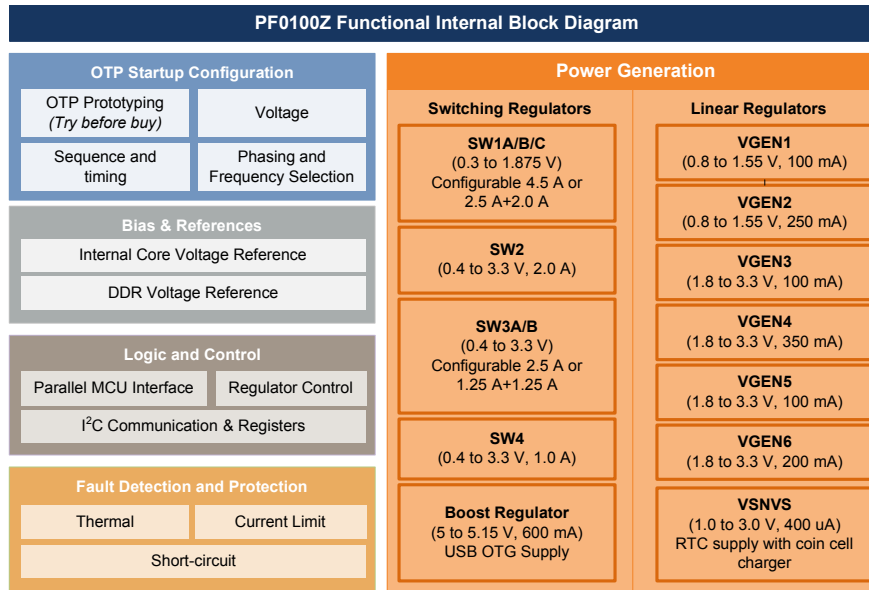 PF0100Z Functional Internal Block Diagram
OTP Startup Configuration
OTP Prototyping
(Try before buy)
Voltage
Sequence and
timing
Phasing and
Frequency Selection
Bias & References
Internal Core Voltage Reference
DDR Voltage Reference
Logic and Control
Parallel MCU Interface
Regulator Control
I²C Communication & Registers
Fault Detection and Protection
Thermal
Current Limit
Short-circuit
Power Generation
Switching Regulators
SW1A/B/C
(0.3 to 1.875 V)
Configurable 4.5 A or
2.5 A+2.0 A
SW2
(0.4 to 3.3 V, 2.0 A)
SW3A/B
(0.4 to 3.3 V)
Configurable 2.5 A or
1.25 A+1.25 A
SW4
(0.4 to 3.3 V, 1.0 A)
Boost Regulator
(5 to 5.15 V, 600 mA)
USB OTG Supply
Linear Regulators
VGEN1
(0.8 to 1.55 V, 100 mA)
VGEN2
(0.8 to 1.55 V, 250 mA)
VGEN3
(1.8 to 3.3 V, 100 mA)
VGEN4
(1.8 to 3.3 V, 350 mA)
VGEN5
(1.8 to 3.3 V, 100 mA)
VGEN6
(1.8 to 3.3 V, 200 mA)
VSNVS
(1.0 to 3.0 V, 400 uA)
RTC supply with coin cell
charger